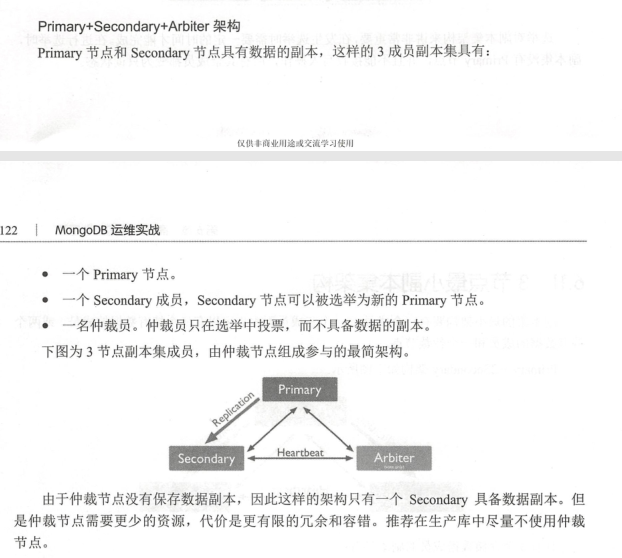 Primary+Secondary+Arbiter 架构
Primary 节点和 Secondary 节点具有数据的副本，这样的 3 成员副本集具有：
仅供非商业用途或交流学习使用
122 | MongoDB 运维实战
● 一个 Primary 节点。
● 一个 Secondary 成员，Secondary 节点可以被选举为新的 Primary 节点。
● 一名仲裁员。仲裁员只在选举中投票，而不具备数据的副本。
下图为 3 节点副本集成员，由仲裁节点组成参与的最简架构。
Primary
Replication
Secondary
Heartbeat
Arbiter
由于仲裁节点没有保存数据副本，因此这样的架构只有一个 Secondary 具备数据副本。但
是仲裁节点需要更少的资源，代价是更有限的冗余和容错。推荐在生产库中尽量不使用仲裁
节点。